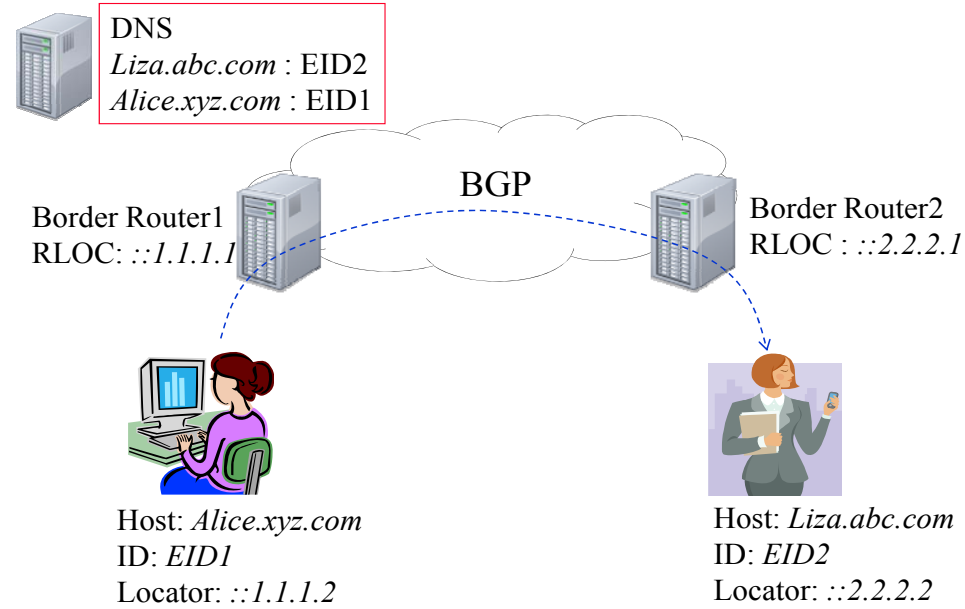 DNS
Liza.abc.com : EID2
Alice.xyz.com : EID1
BGP
Border Router1
RLOC: ::1.1.1.1
Border Router2
RLOC : ::2.2.2.1
Host: Alice.xyz.com
ID: EID1
Locator: ::1.1.1.2
Host: Liza.abc.com
ID: EID2
Locator: ::2.2.2.2